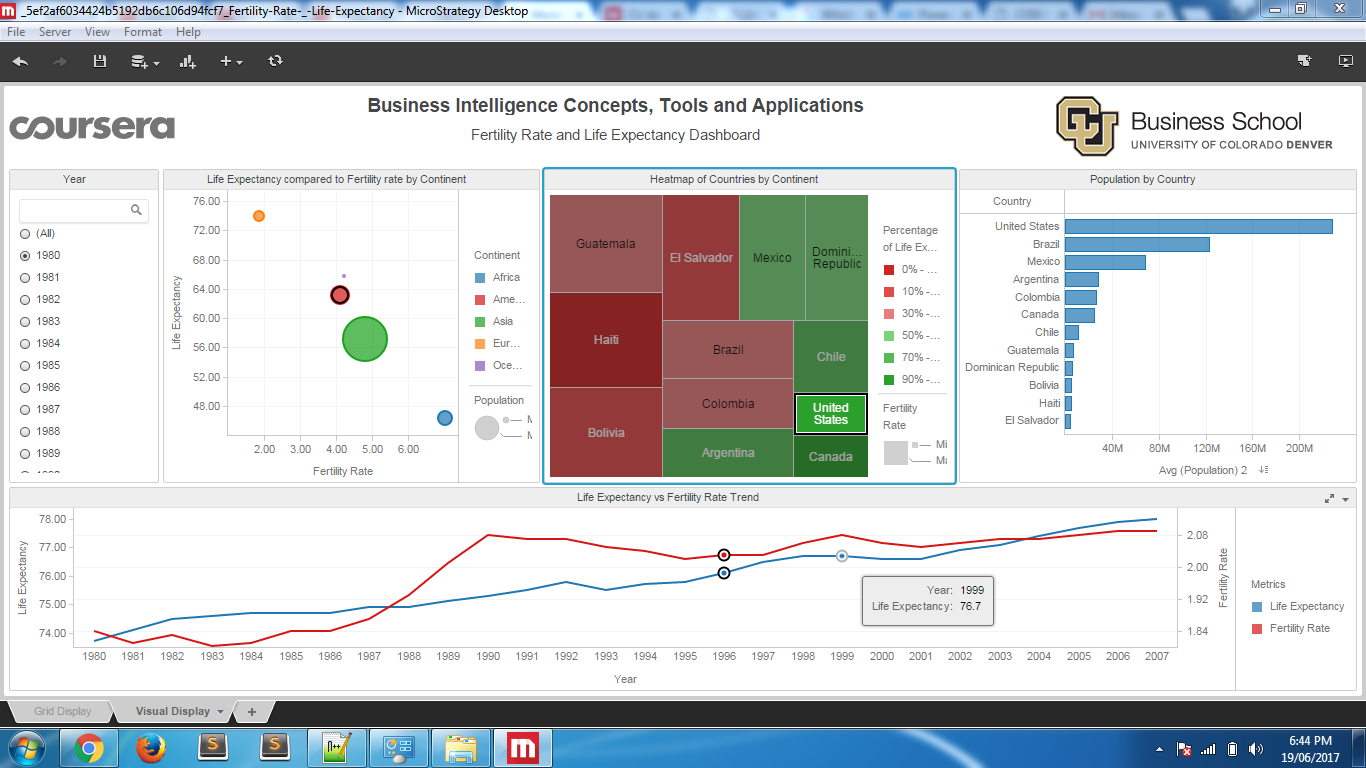 _5ef2af6034424b5192db6c106d94fcf7_Fertility-Rate-_-Life-Expectancy - MicroStrategy Desktop
File Server View Format Help
coursera
Business Intelligence Concepts, Tools and Applications
Fertility Rate and Life Expectancy Dashboard
CU
Business School
UNIVERSITY OF COLORADO DENVER
Year
(All)
1980
1981
1982
1983
1984
1985
1986
1987
1988
1989
Life Expectancy compared to Fertility rate by Continent
Life Expectancy
76.00
72.00
68.00
64.00
60.00
56.00
52.00
48.00
2.00 3.00 4.00 5.00 6.00
Fertility Rate
Continent
Africa
Ame...
Asia
Eur...
Oce...
Population
Heatmap of Countries by Continent
Guatemala
El Salvador
Mexico
Domini...
Republic
Haiti
Brazil
Chile
Colombia
United
States
Bolivia
Argentina
Canada
Percentage
of Life Ex...
0% -...
10% -...
30% -...
50% -...
70% -...
90% -...
Fertility
Rate
Mi
Ma
Population by Country
Country
United States
Brazil
Mexico
Argentina
Colombia
Canada
Chile
Guatemala
Dominican Republic
Bolivia
Haiti
El Salvador
40M 80M 120M 160M 200M
Avg (Population) 2
Life Expectancy vs Fertility Rate Trend
Life Expectancy
78.00
77.00
76.00
75.00
74.00
2.08
2.00
1.92
1.84
Fertility Rate
Year: 1999
Life Expectancy: 76.7
1980 1981 1982 1983 1984 1985 1986 1987 1988 1989 1990 1991 1992 1993 1994 1995 1996 1997 1998 1999 2000 2001 2002 2003 2004 2005 2006 2007
Year
Metrics
Life Expectancy
Fertility Rate
Grid Display
Visual Display
6:44 PM
19/06/2017